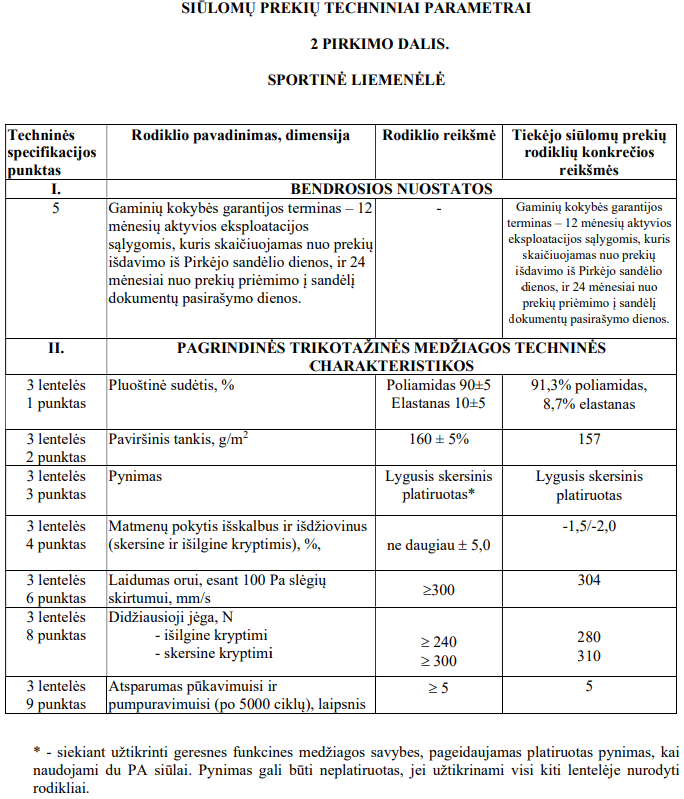 SIŪLOMŲ PREKIŲ TECHNINIAI PARAMETRAI
2 PIRKIMO DALIS.
SPORTINĖ LIEMENĖLĖ
Techninės specifikacijos punktas
Rodiklio pavadinimas, dimensija
Rodiklio reikšmė
Tiekėjo siūlomų prekių rodiklių konkrečios reikšmės
I.
BENDROSIOS NUOSTATOS
5
Gaminių kokybės garantijos terminas – 12
mėnesių aktyvios eksploatacijos
sąlygomis, kuris skaičiuojamas nuo prekių
išdavimo iš Pirkėjo sandėlio dienos, ir 24
mėnesiai nuo prekių priėmimo į sandėlį
dokumentų pasirašymo dienos.
-
Gaminių kokybės garantijos
terminas – 12 mėnesių aktyvios
eksploatacijos sąlygomis, kuris
skaičiuojamas nuo prekių
išdavimo iš Pirkėjo sandėlio
dienos, ir 24 mėnesiai nuo
prekių priėmimo į sandėlį
dokumentų pasirašymo dienos.
II.
PAGRINDINĖS TRIKOTAŽINĖS MEDŽIAGOS TECHNINĖS
CHARAKTERISTIKOS
3 lentelės
1 punktas
Pluoštinė sudėtis, %
Poliamidas 90±5
Elastanas 10±5
91,3% poliamidas,
8,7% elastanas
3 lentelės
2 punktas
Paviršinis tankis, g/m²
160 ± 5%
157
3 lentelės
3 punktas
Pynimas
Lygusis skersinis
platiruotas*
Lygusis skersinis
platiruotas
3 lentelės
4 punktas
Matmenų pokytis išskalbus ir išdžiovinus
(skersine ir išilgine kryptimis), %,
ne daugiau ± 5,0
-1,5/-2,0
3 lentelės
6 punktas
Laidumas orui, esant 100 Pa slėgių
skirtumui, mm/s
≥300
304
3 lentelės
8 punktas
Didžiausioji jėga, N
- išilgine kryptimi
- skersine kryptimi
≥ 240
≥ 300
280
310
3 lentelės
9 punktas
Atsparumas pūkavimuisi ir
pumpuravimuisi (po 5000 ciklų), laipsnis
≥ 5
5
* - siekiant užtikrinti geresnes funkcines medžiagos savybes, pageidaujamas platiruotas pynimas, kai
naudojami du PA siūlai. Pynimas gali būti neplatiruotas, jei užtikrinami visi kiti lentelėje nurodyti
rodikliai.